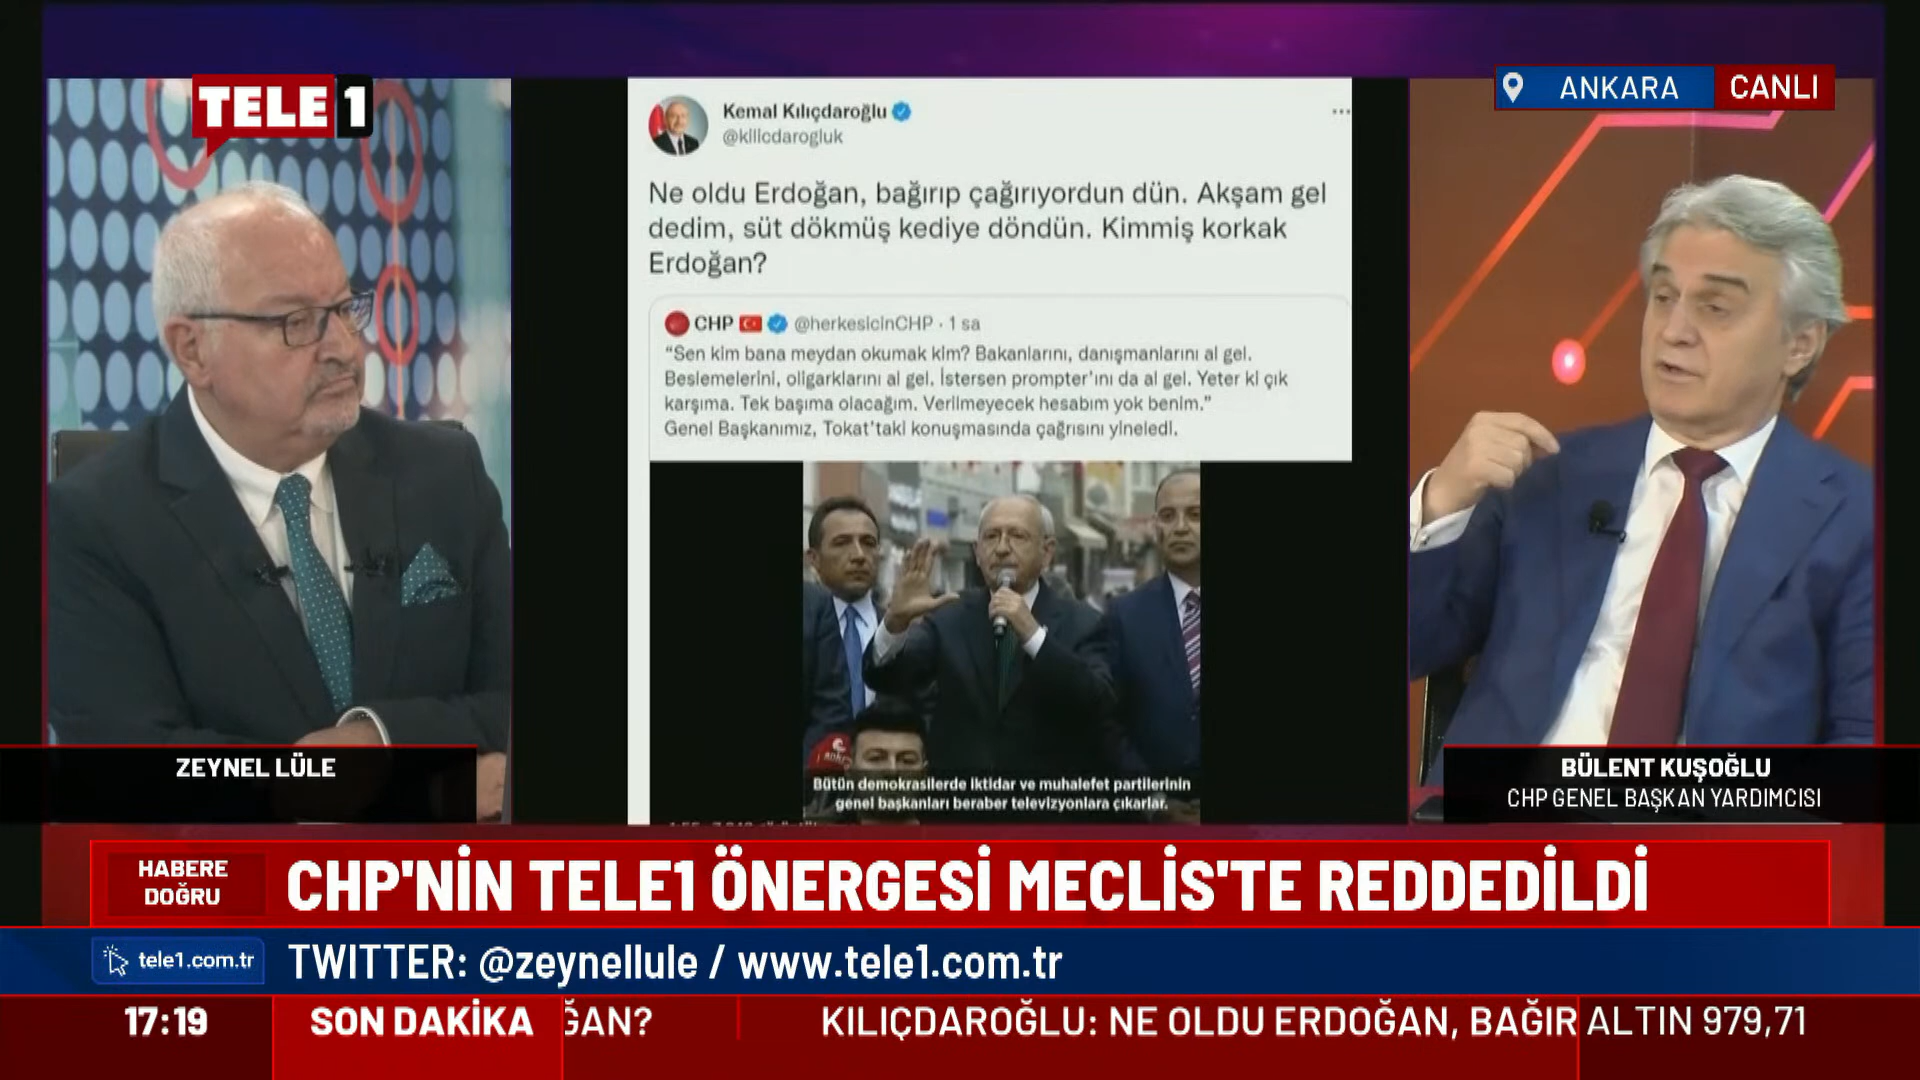 TELE 1
ANKARA CANLI
Kemal Kılıçdaroğlu
@kilicdarogluk
Ne oldu Erdoğan, bağırıp çağırıyordun dün. Akşam gel
dedim, süt dökmüş kediye döndün. Kimmiş korkak
Erdoğan?
CHP @herkesicinCHP · 1 sa
“Sen kim bana meydan okumak kim? Bakanlarını, danışmanlarını al gel.
Beslemelerini, oligarklarını al gel. İstersen prompter'ını da al gel. Yeter ki çık
karşıma. Tek başıma olacağım. Verilmeyecek hesabım yok benim.”
Genel Başkanımız, Tokat'taki konuşmasında çağrısını yineledi.
Bütün demokrasilerde iktidar ve muhalefet partilerinin
genel başkanları beraber televizyonlara çıkarlar.
ZEYNEL LÜLE
BÜLENT KUŞOĞLU
CHP GENEL BAŞKAN YARDIMCISI
HABERE
DOĞRU
CHP'NİN TELE1 ÖNERGESİ MECLİS'TE REDDEDİLDİ
tele1.com.tr
TWITTER: @zeynellule / www.tele1.com.tr
17:19 SON DAKİKA ĞAN? KILIÇDAROĞLU: NE OLDU ERDOĞAN, BAĞIR ALTIN 979,71